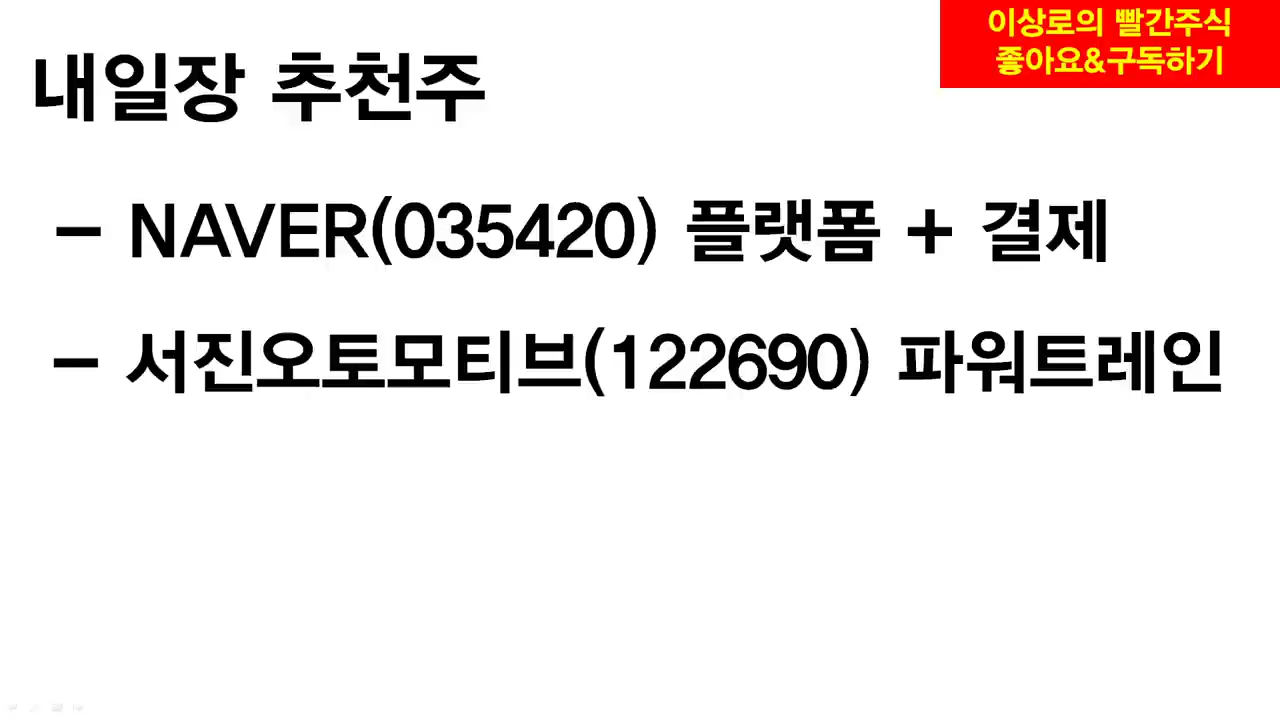 이상로의 빨간주식
좋아요&구독하기
내일장 추천주
- NAVER(035420) 플랫폼 + 결제
- 서진오토모티브(122690) 파워트레인